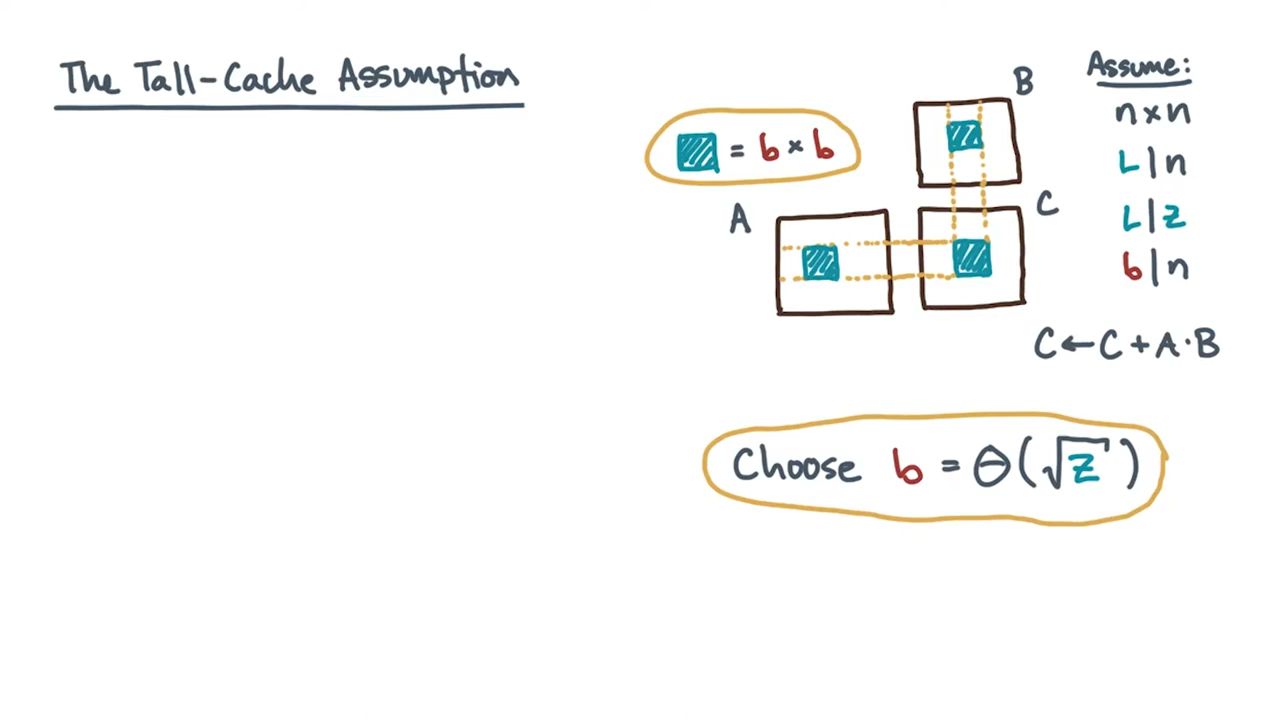 The Tall-Cache Assumption
= b × b
B
A
C
Assume:
n × n
L | n
L | Z
b | n
C ← C + A · B
Choose b = Θ(√Z)